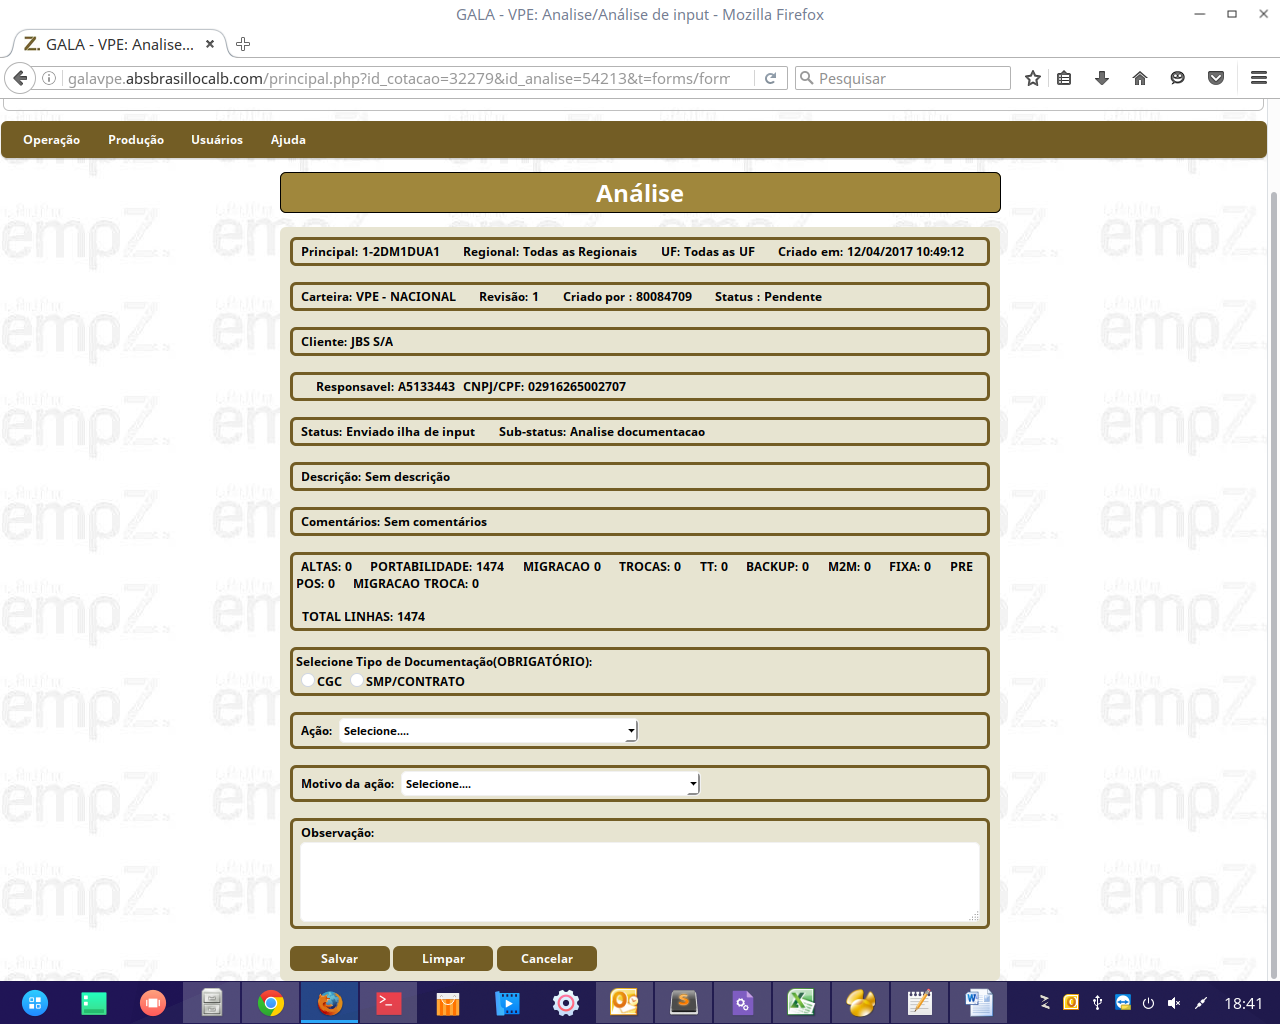 GALA - VPE: Analise/Análise de input - Mozilla Firefox
Z. GALA - VPE: Analise...
galavpe.absbrasillocalb.com/principal.php?id_cotacao=32279&id_analise=54213&t=forms/form
Pesquisar
Operação Produção Usuários Ajuda
Análise
Principal: 1-2DM1DUA1 Regional: Todas as Regionais UF: Todas as UF Criado em: 12/04/2017 10:49:12
Carteira: VPE - NACIONAL Revisão: 1 Criado por : 80084709 Status : Pendente
Cliente: JBS S/A
Responsavel: A5133443 CNPJ/CPF: 02916265002707
Status: Enviado ilha de input Sub-status: Analise documentacao
Descrição: Sem descrição
Comentários: Sem comentários
ALTAS: 0 PORTABILIDADE: 1474 MIGRACAO 0 TROCAS: 0 TT: 0 BACKUP: 0 M2M: 0 FIXA: 0 PRE
POS: 0 MIGRACAO TROCA: 0
TOTAL LINHAS: 1474
Selecione Tipo de Documentação(OBRIGATÓRIO):
CGC SMP/CONTRATO
Ação: Selecione....
Motivo da ação: Selecione....
Observação:
Salvar Limpar Cancelar
18:41